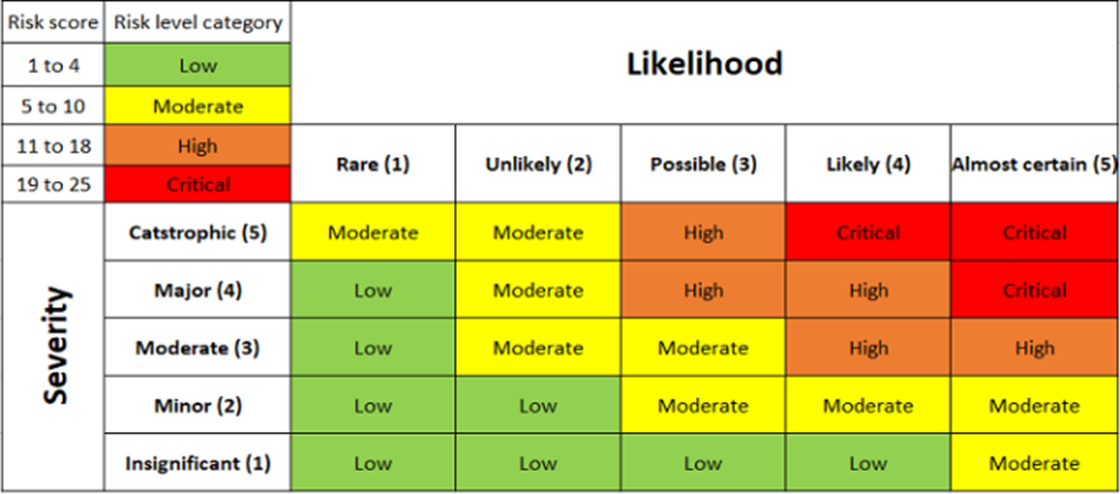 Risk score Risk level category
Likelihood
1 to 4 Low
5 to 10 Moderate
11 to 18 High
19 to 25 Critical
Rare (1) Unlikely (2) Possible (3) Likely (4) Almost certain (5)
Severity
Catstrophic (5) Moderate Moderate High Critical Critical
Major (4) Low Moderate High High Critical
Moderate (3) Low Moderate Moderate High High
Minor (2) Low Low Moderate Moderate Moderate
Insignificant (1) Low Low Low Low Moderate